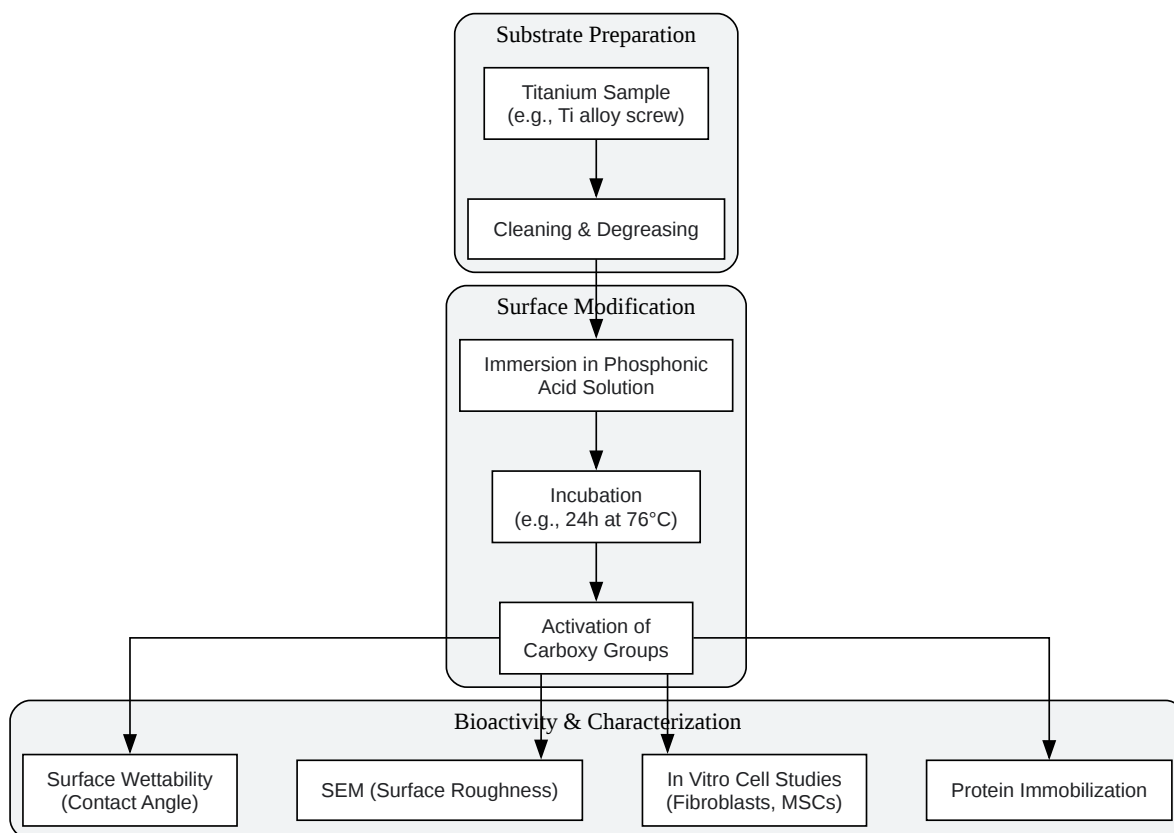 Substrate Preparation
Titanium Sample
(e.g., Ti alloy screw)
Cleaning & Degreasing
Surface Modification
Immersion in Phosphonic
Acid Solution
Incubation
(e.g., 24h at 76°C)
Activation of
Carboxy Groups
Bioactivity & Characterization
Surface Wettability
(Contact Angle)
SEM (Surface Roughness)
In Vitro Cell Studies
(Fibroblasts, MSCs)
Protein Immobilization